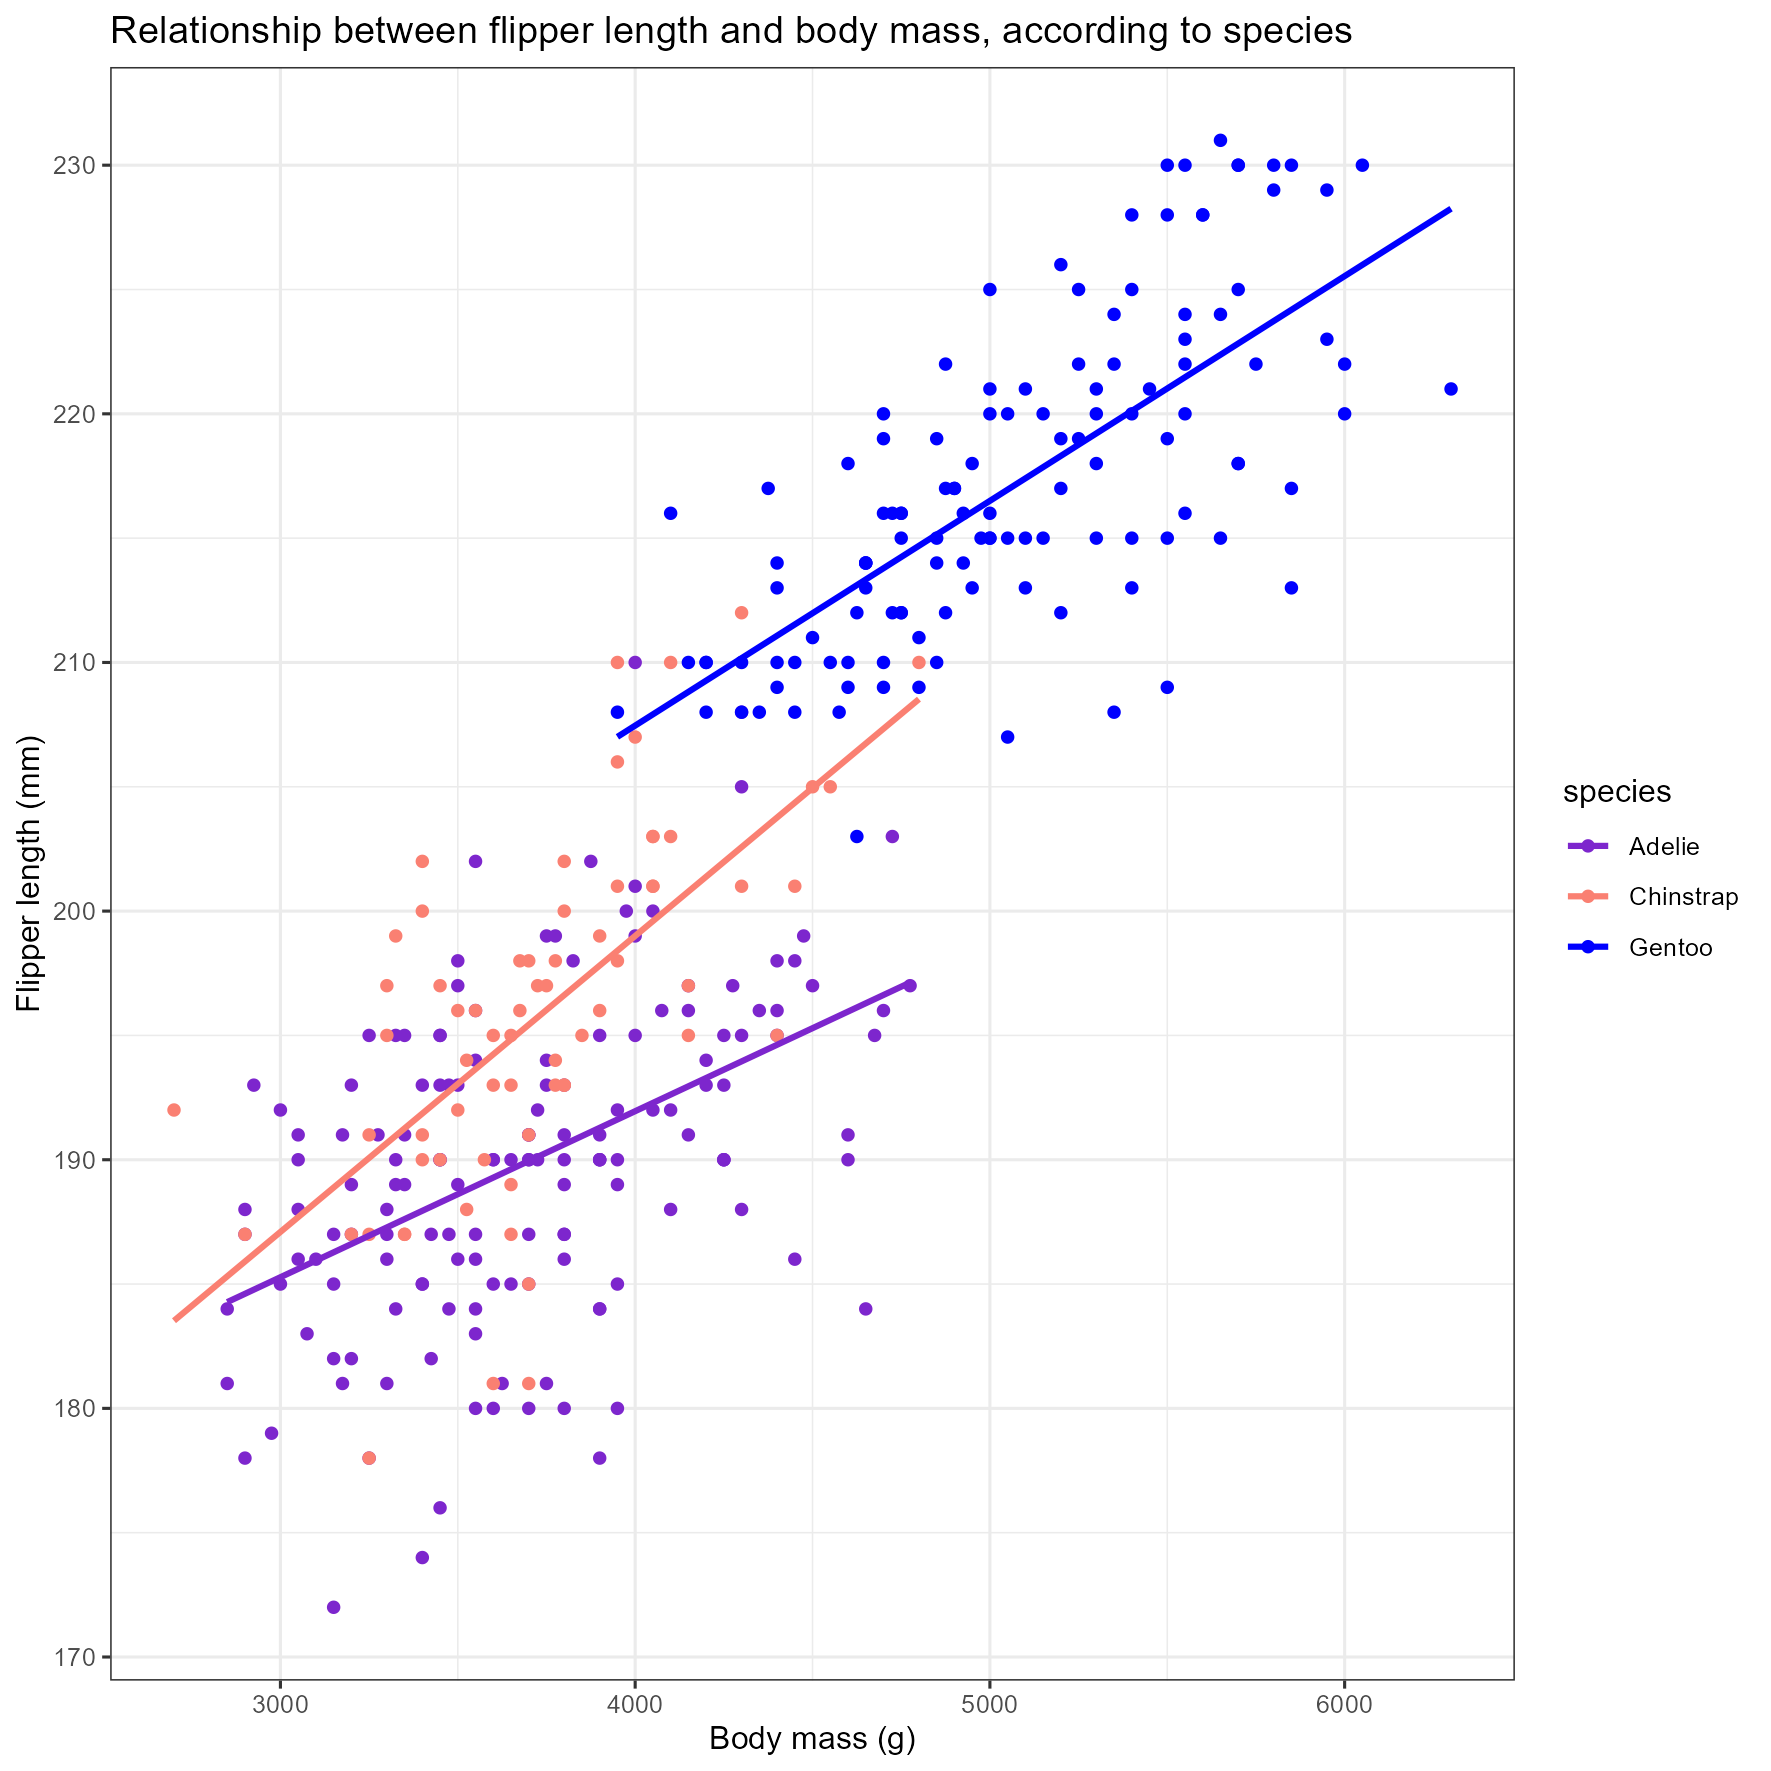 Relationship between flipper length and body mass, according to species
230
220
210
200
190
180
170
Flipper length (mm)
3000
4000
5000
6000
Body mass (g)
species
Adelie
Chinstrap
Gentoo